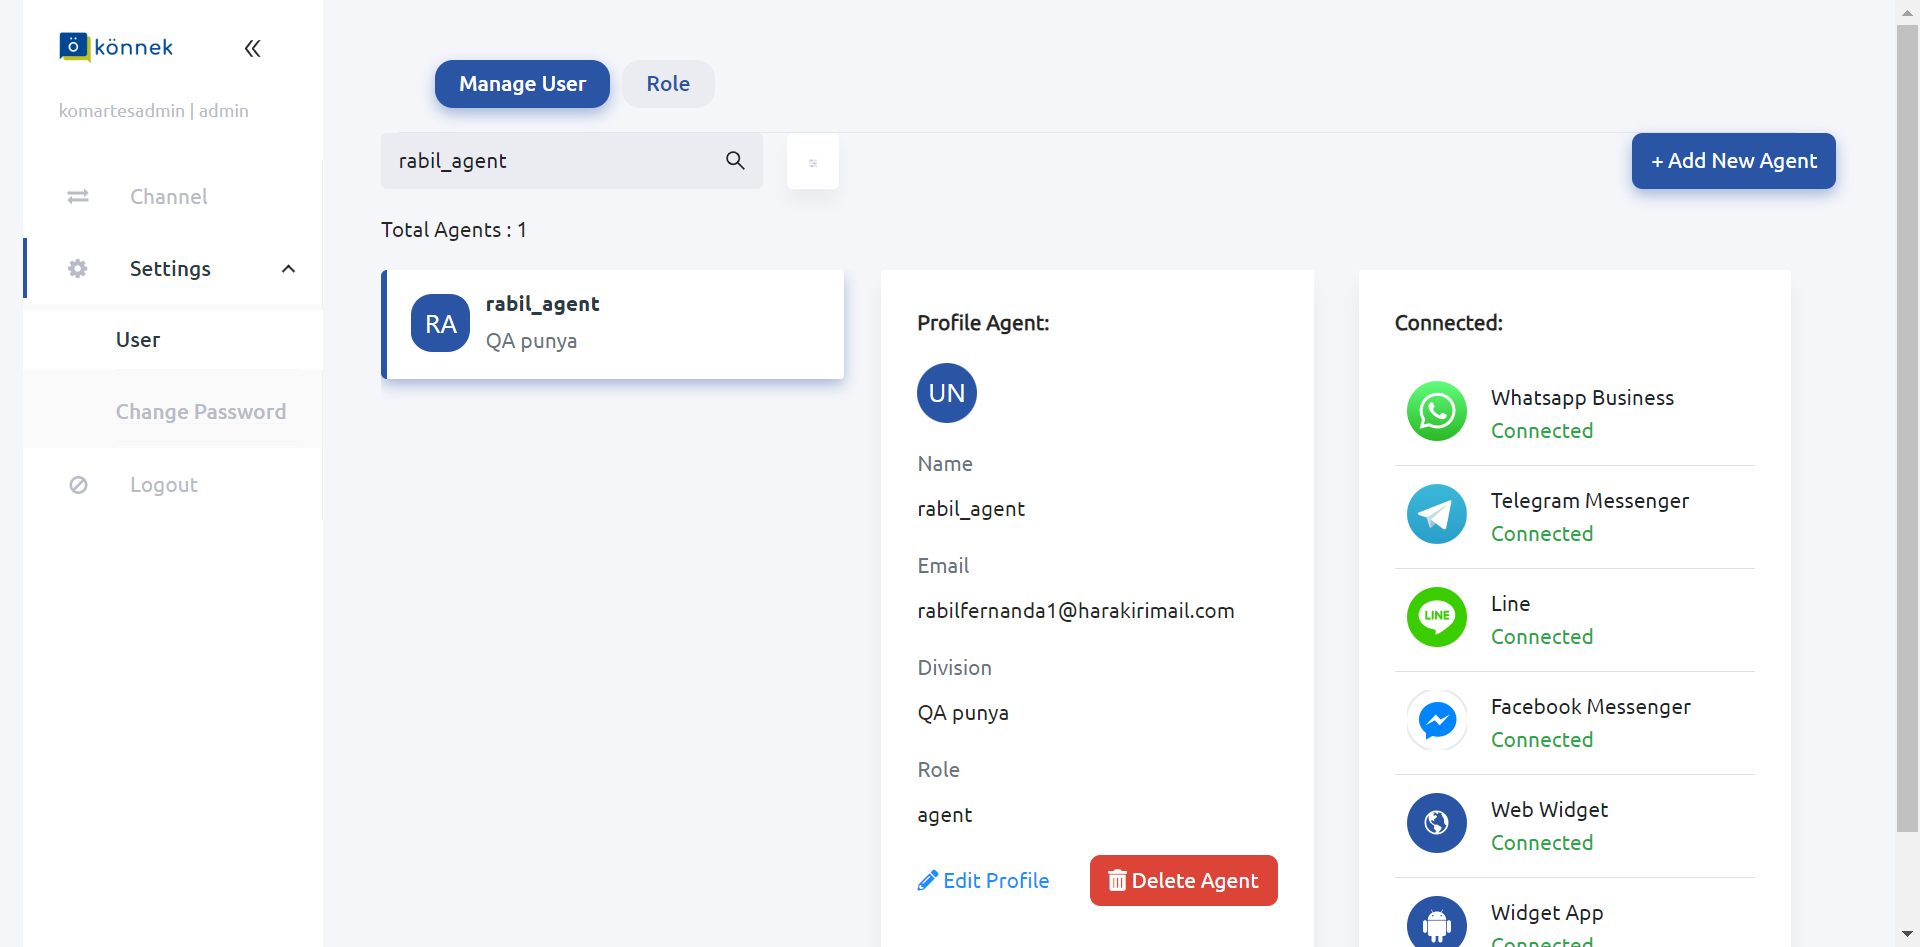 ö könnek
komartesadmin | admin
Channel
Settings
User
Change Password
Logout
Manage User
Role
rabil_agent
+ Add New Agent
Total Agents : 1
RA
rabil_agent
QA punya
Profile Agent:
UN
Name
rabil_agent
Email
rabilfernanda1@harakirimail.com
Division
QA punya
Role
agent
Edit Profile
Delete Agent
Connected:
Whatsapp Business
Connected
Telegram Messenger
Connected
LINE
Line
Connected
Facebook Messenger
Connected
Web Widget
Connected
Widget App
Connected